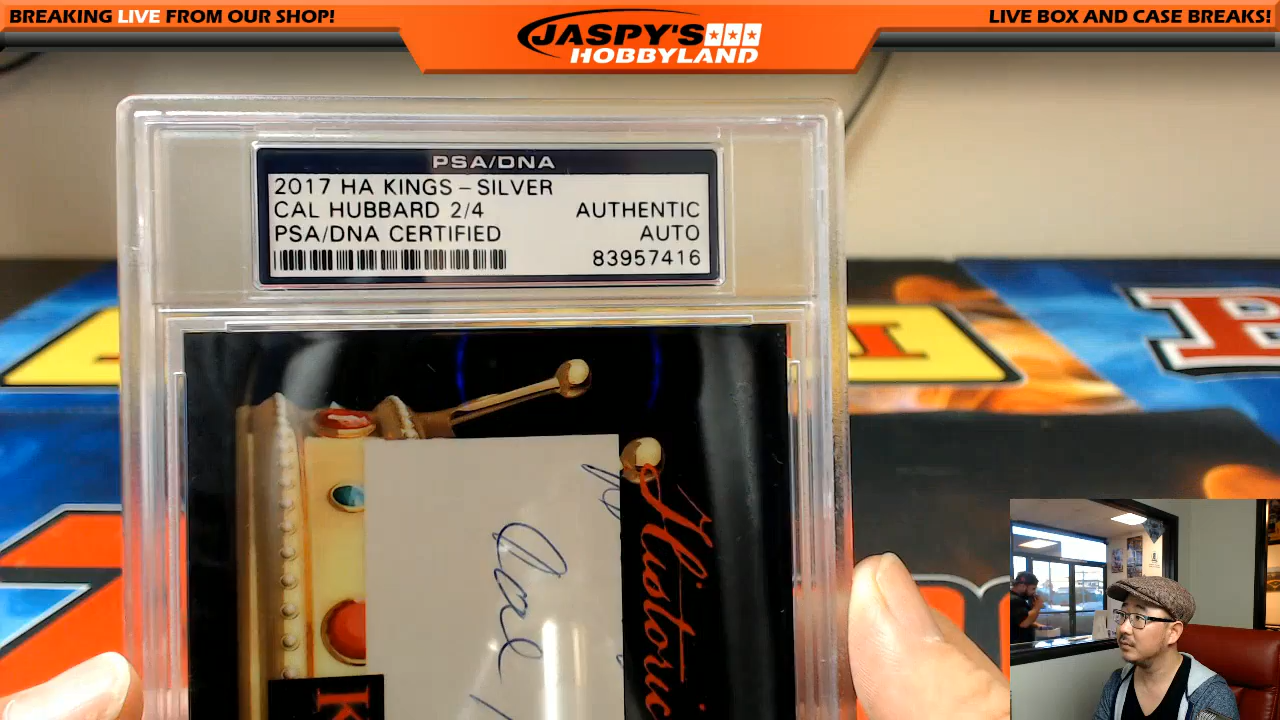 BREAKING LIVE FROM OUR SHOP!
JASPY'S
HOBBYLAND
LIVE BOX AND CASE BREAKS!
PSA/DNA
2017 HA KINGS – SILVER
CAL HUBBARD 2/4 AUTHENTIC
PSA/DNA CERTIFIED AUTO
83957416
Historic